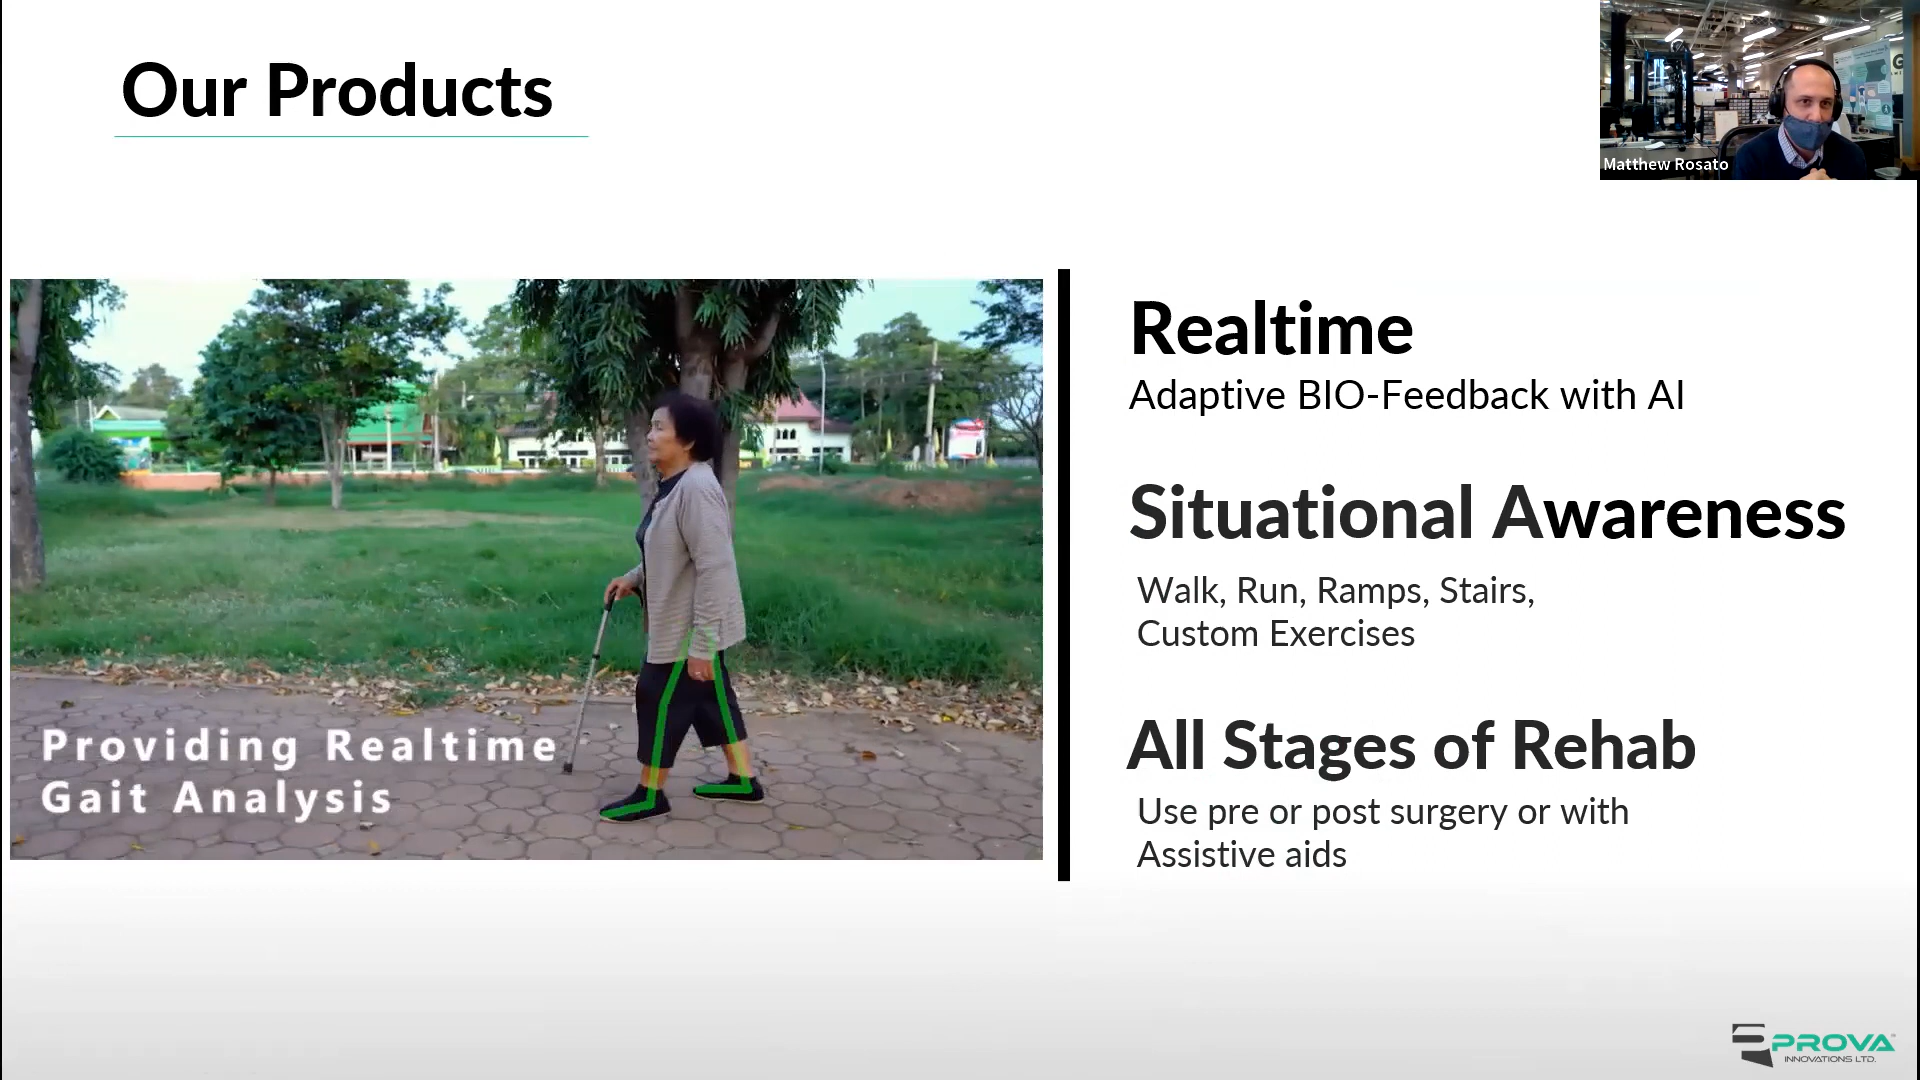 Our Products
Matthew Rosato
Providing Realtime
Gait Analysis
Realtime
Adaptive BIO-Feedback with AI
Situational Awareness
Walk, Run, Ramps, Stairs,
Custom Exercises
All Stages of Rehab
Use pre or post surgery or with
Assistive aids
PROVA
INNOVATIONS LTD.